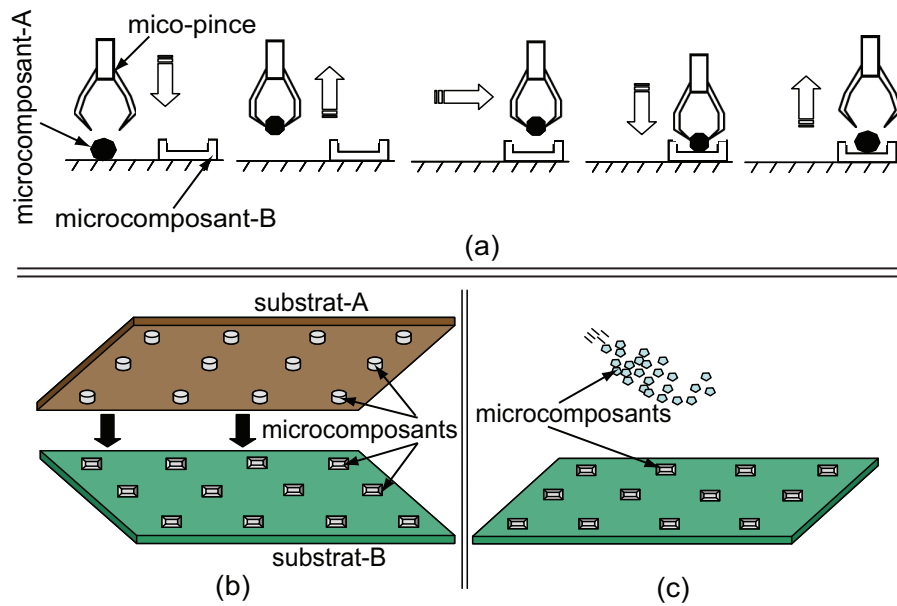 mico-pince
microcomposant-A
microcomposant-B
(a)
substrat-A
microcomposants
substrat-B
(b)
microcomposants
(c)